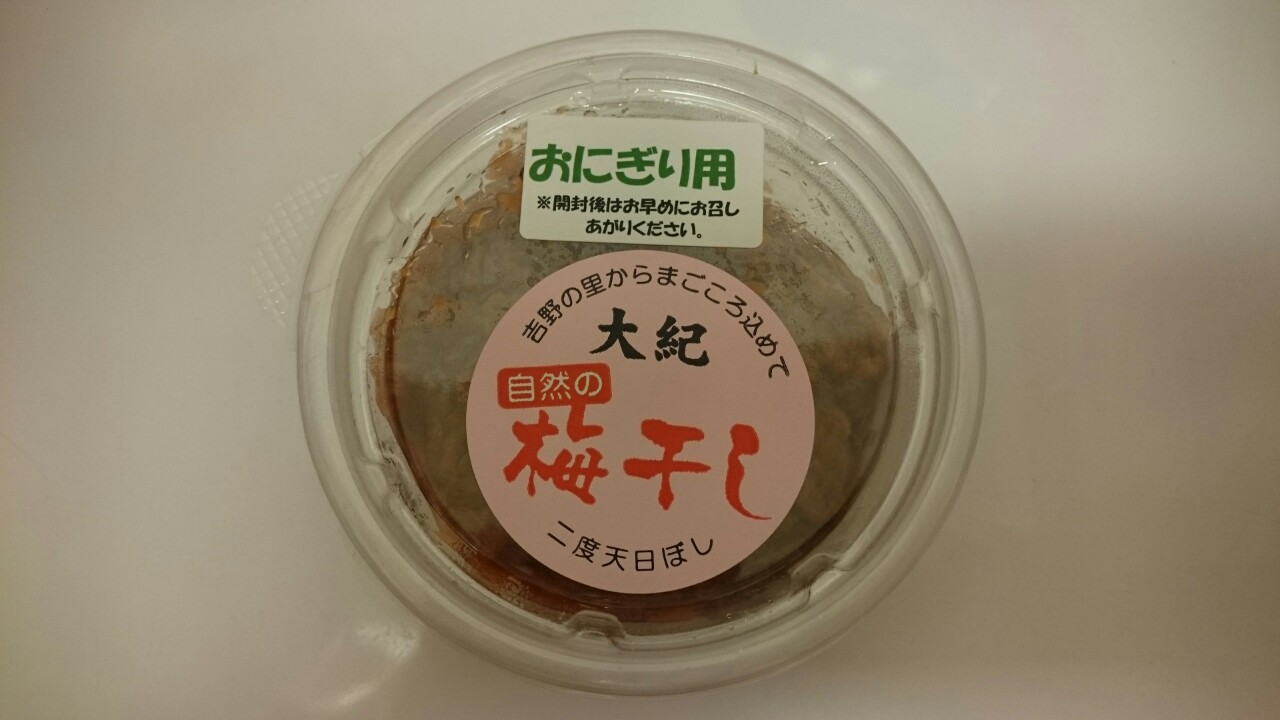 おにぎり用
※開封後はお早めにお召し
あがりください。
吉野の里からまごころ込めて
大紀
自然の
梅干し
二度天日ぼし